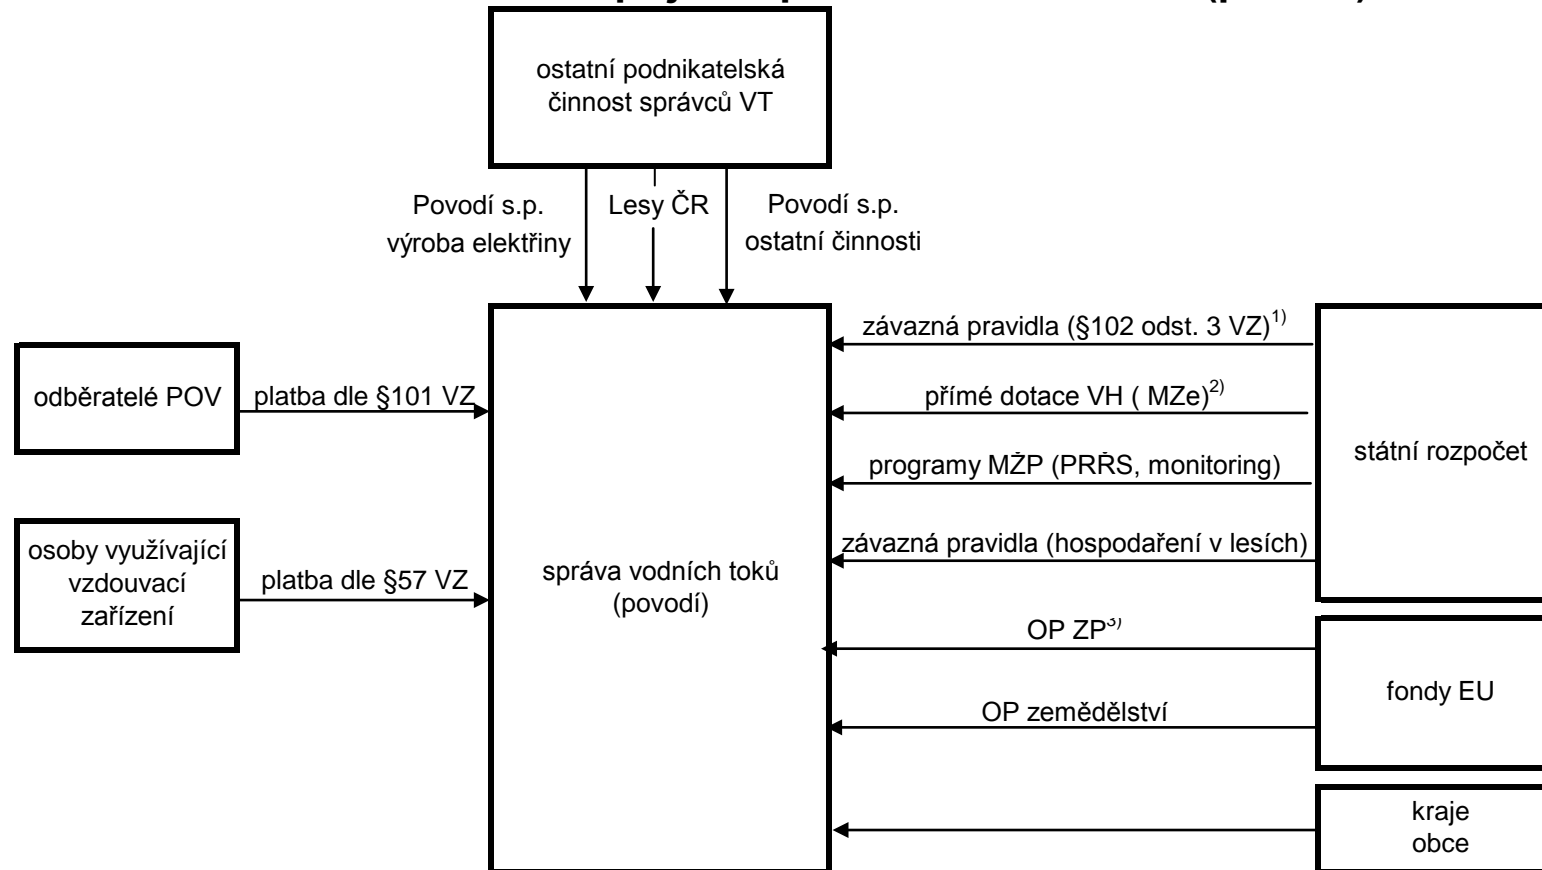 ostatní podnikatelská
činnost správců VT
Povodí s.p.
výroba elektřiny
Lesy ČR
Povodí s.p.
ostatní činnosti
odběratelé POV
platba dle §101 VZ
osoby využívající
vzdouvací
zařízení
platba dle §57 VZ
správa vodních toků
(povodí)
závazná pravidla (§102 odst. 3 VZ)1)
přímé dotace VH ( MZe)2)
programy MŽP (PRŘS, monitoring)
závazná pravidla (hospodaření v lesích)
státní rozpočet
OP ZP3)
OP zemědělství
fondy EU
kraje
obce